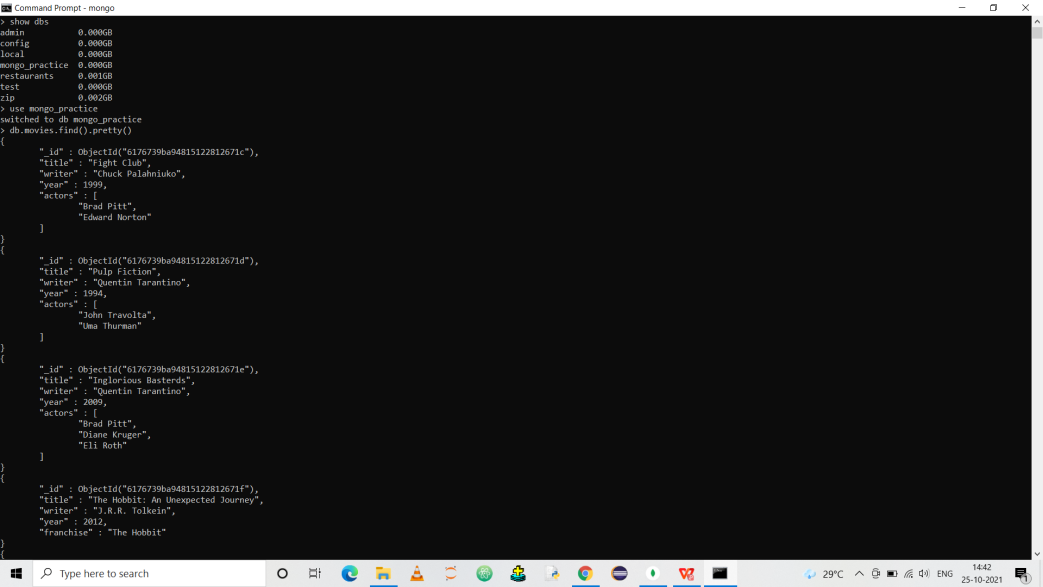 Command Prompt - mongo
> show dbs
admin 0.000GB
config 0.000GB
local 0.000GB
mongo_practice 0.000GB
restaurants 0.001GB
test 0.000GB
zip 0.002GB
> use mongo_practice
switched to db mongo_practice
> db.movies.find().pretty()
{
"_id" : ObjectId("6176739ba94815122812671c"),
"title" : "Fight Club",
"writer" : "Chuck Palahniuko",
"year" : 1999,
"actors" : [
"Brad Pitt",
"Edward Norton"
]
}
{
"_id" : ObjectId("6176739ba94815122812671d"),
"title" : "Pulp Fiction",
"writer" : "Quentin Tarantino",
"year" : 1994,
"actors" : [
"John Travolta",
"Uma Thurman"
]
}
{
"_id" : ObjectId("6176739ba94815122812671e"),
"title" : "Inglorious Basterds",
"writer" : "Quentin Tarantino",
"year" : 2009,
"actors" : [
"Brad Pitt",
"Diane Kruger",
"Eli Roth"
]
}
{
"_id" : ObjectId("6176739ba94815122812671f"),
"title" : "The Hobbit: An Unexpected Journey",
"writer" : "J.R.R. Tolkein",
"year" : 2012,
"franchise" : "The Hobbit"
}
{
Type here to search
29°C
ENG
14:42
25-10-2021
1